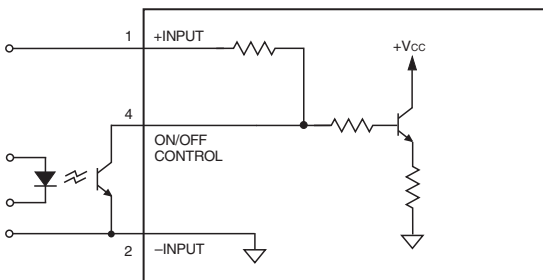 1 +INPUT
+Vcc
4
ON/OFF
CONTROL
2 –INPUT